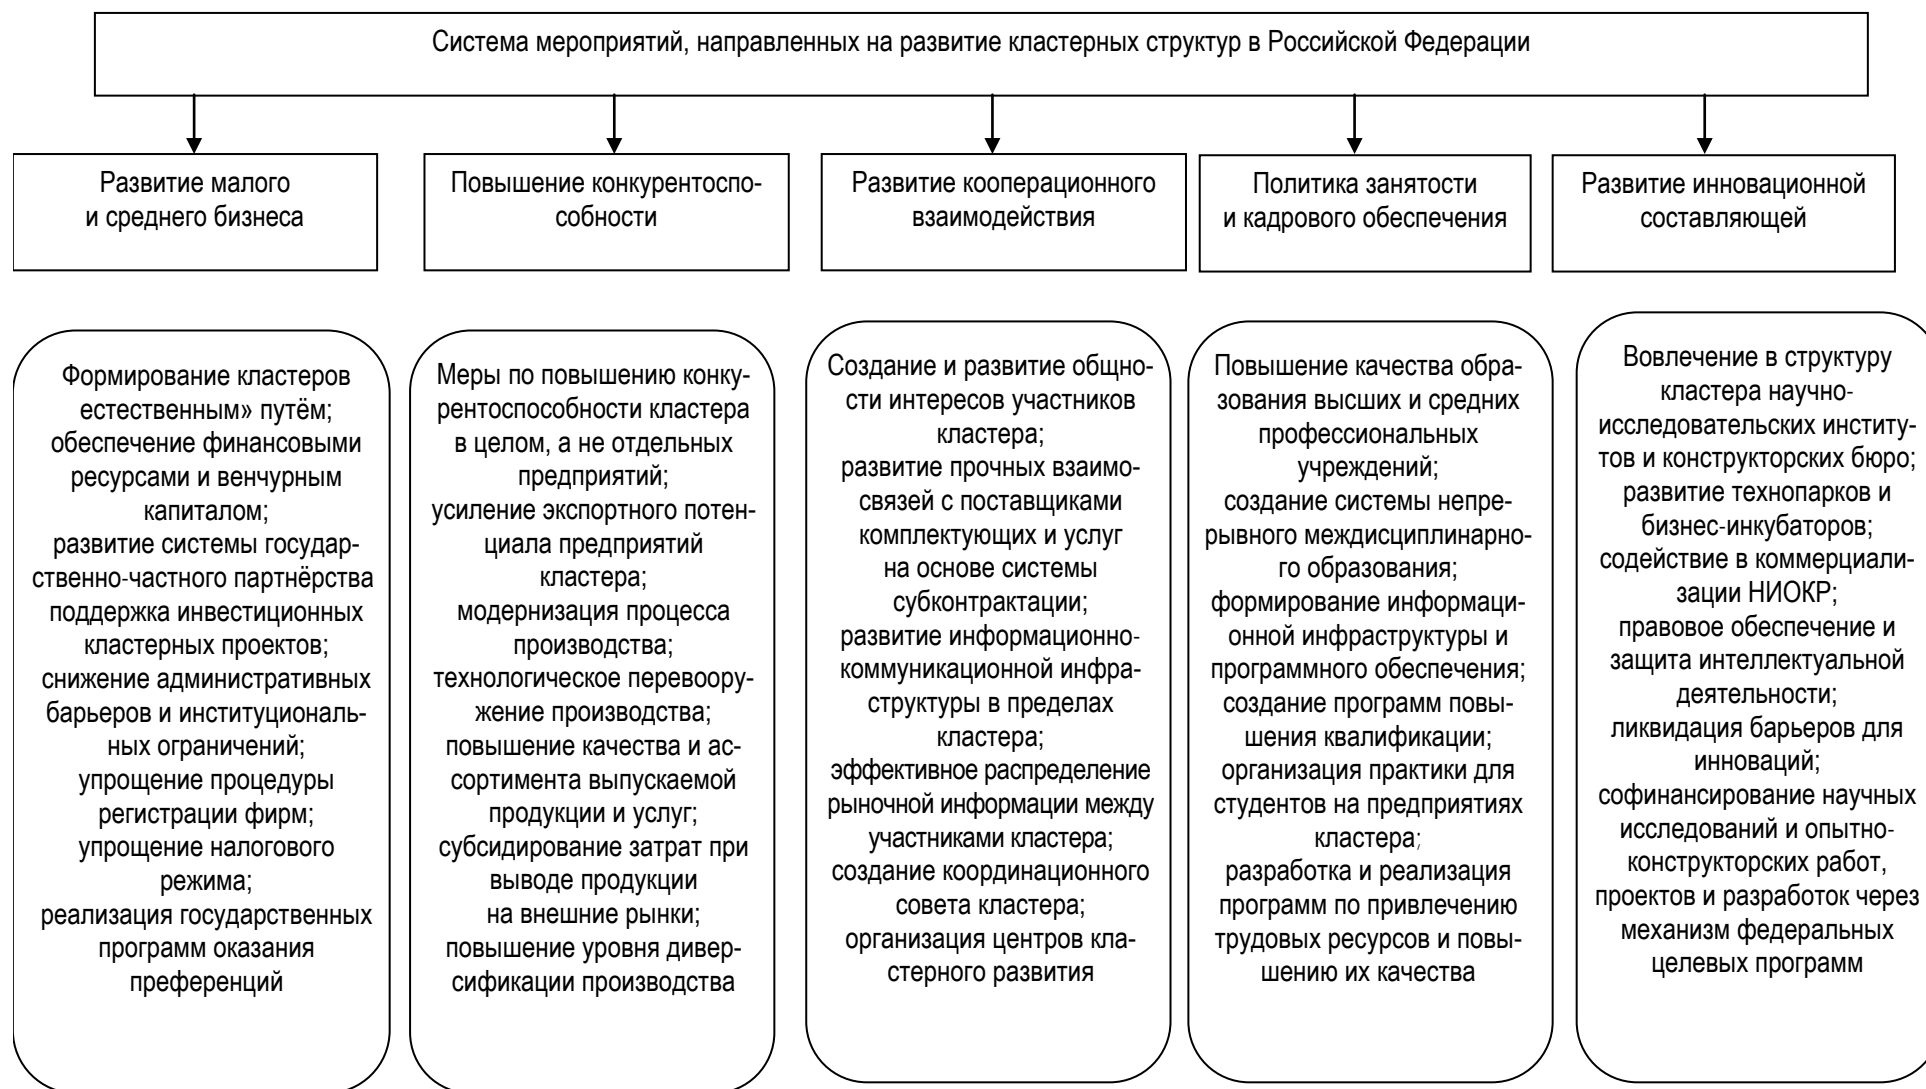 Система мероприятий, направленных на развитие кластерных структур в Российской Федерации
Развитие малого
и среднего бизнеса
Повышение конкурентоспо-
собности
Развитие кооперационного
взаимодействия
Политика занятости
и кадрового обеспечения
Развитие инновационной
составляющей
Формирование кластеров
естественным» путём;
обеспечение финансовыми
ресурсами и венчурным
капиталом;
развитие системы государ-
ственно-частного партнёрства
поддержка инвестиционных
кластерных проектов;
снижение административных
барьеров и институциональ-
ных ограничений;
упрощение процедуры
регистрации фирм;
упрощение налогового
режима;
реализация государственных
программ оказания
преференций
Меры по повышению конку-
рентоспособности кластера
в целом, а не отдельных
предприятий;
усиление экспортного потен-
циала предприятий
кластера;
модернизация процесса
производства;
технологическое перевоору-
жение производства;
повышение качества и ас-
сортимента выпускаемой
продукции и услуг;
субсидирование затрат при
выводе продукции
на внешние рынки;
повышение уровня дивер-
сификации производства
Создание и развитие общно-
сти интересов участников
кластера;
развитие прочных взаимо-
связей с поставщиками
комплектующих и услуг
на основе системы
субконтрактации;
развитие информационно-
коммуникационной инфра-
структуры в пределах
кластера;
эффективное распределение
рыночной информации между
участниками кластера;
создание координационного
совета кластера;
организация центров кла-
стерного развития
Повышение качества обра-
зования высших и средних
профессиональных
учреждений;
создание системы непре-
рывного междисциплинарно-
го образования;
формирование информаци-
онной инфраструктуры и
программного обеспечения;
создание программ повы-
шения квалификации;
организация практики для
студентов на предприятиях
кластера;
разработка и реализация
программ по привлечению
трудовых ресурсов и повы-
шению их качества
Вовлечение в структуру
кластера научно-
исследовательских институ-
тов и конструкторских бюро;
развитие технопарков и
бизнес-инкубаторов;
содействие в коммерциали-
зации НИОКР;
правовое обеспечение и
защита интеллектуальной
деятельности;
ликвидация барьеров для
инноваций;
софинансирование научных
исследований и опытно-
конструкторских работ,
проектов и разработок через
механизм федеральных
целевых программ